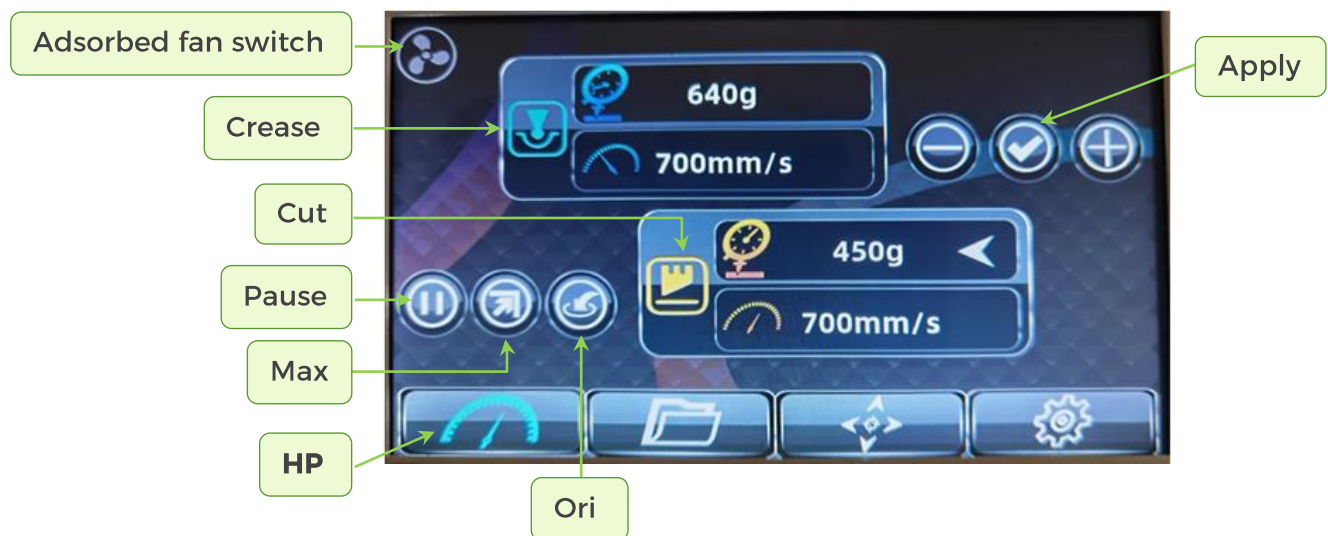 Adsorbed fan switch
Apply
640g
Crease
700mm/s
Cut
450g
Pause
700mm/s
Max
HP
Ori